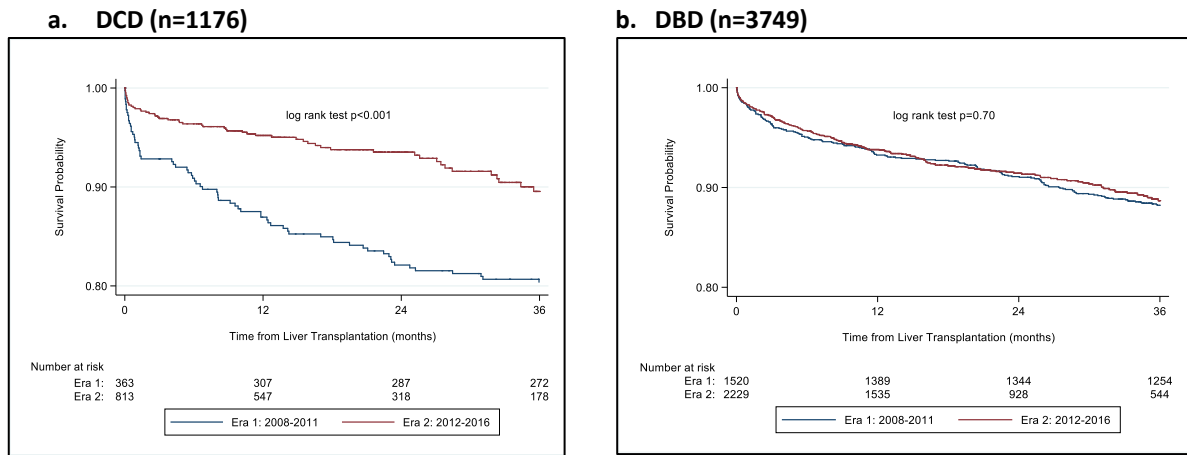 a. DCD (n=1176)
1.00
0.90
0.80
Survival Probability
log rank test p<0.001
0 12 24 36
Time from Liver Transplantation (months)
Number at risk
Era 1: 363 307 287 272
Era 2: 813 547 318 178
Era 1: 2008-2011 Era 2: 2012-2016
b. DBD (n=3749)
1.00
0.90
0.80
Survival Probability
log rank test p=0.70
0 12 24 36
Time from Liver Transplantation (months)
Number at risk
Era 1: 1520 1389 1344 1254
Era 2: 2229 1535 928 544
Era 1: 2008-2011 Era 2: 2012-2016